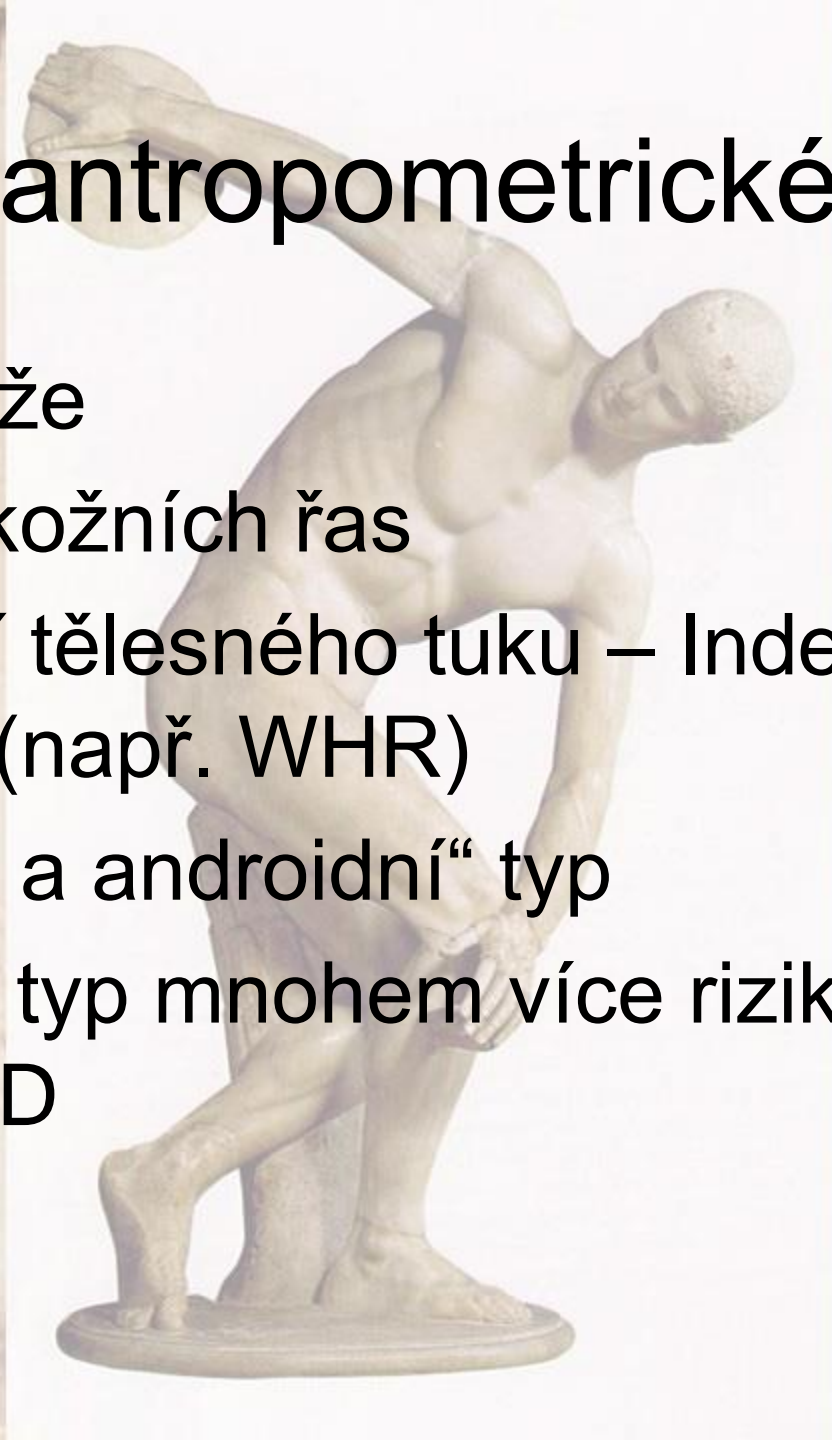 antropometrické
že
kožních řas
tělesného tuku – Inde
(např. WHR)
a androidní“ typ
typ mnohem více rizik
D